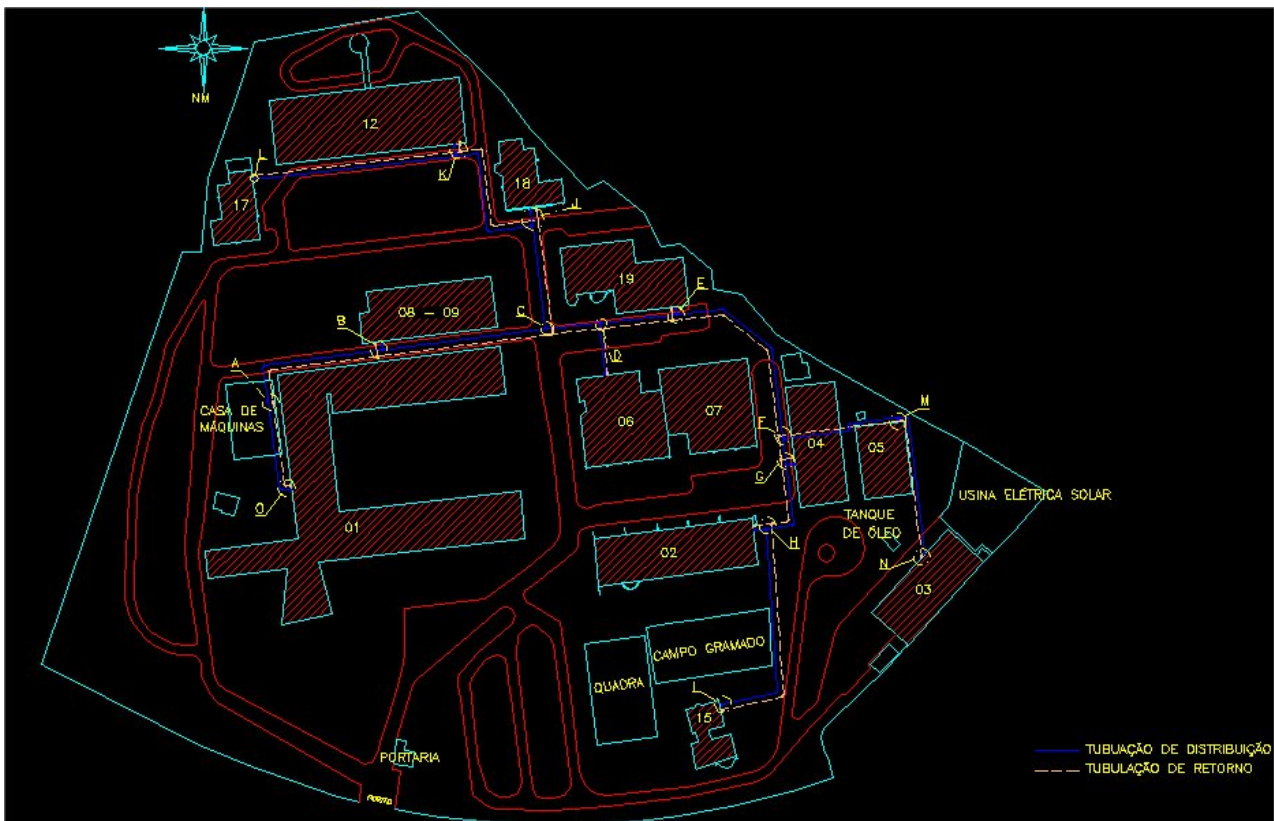 NM
12
L
K
18
J
17
19
E
08 - 09
B
C
A
D
CASA DE
MÁQUINAS
06
07
F
04
05
M
G
O
01
USINA ELÉTRICA SOLAR
TANQUE
DE ÓLEO
H
02
N
03
CAMPO GRAMADO
QUADRA
I
15
PORTARIA
TUBUAÇÃO DE DISTRIBUIÇÃO
TUBULAÇÃO DE RETORNO